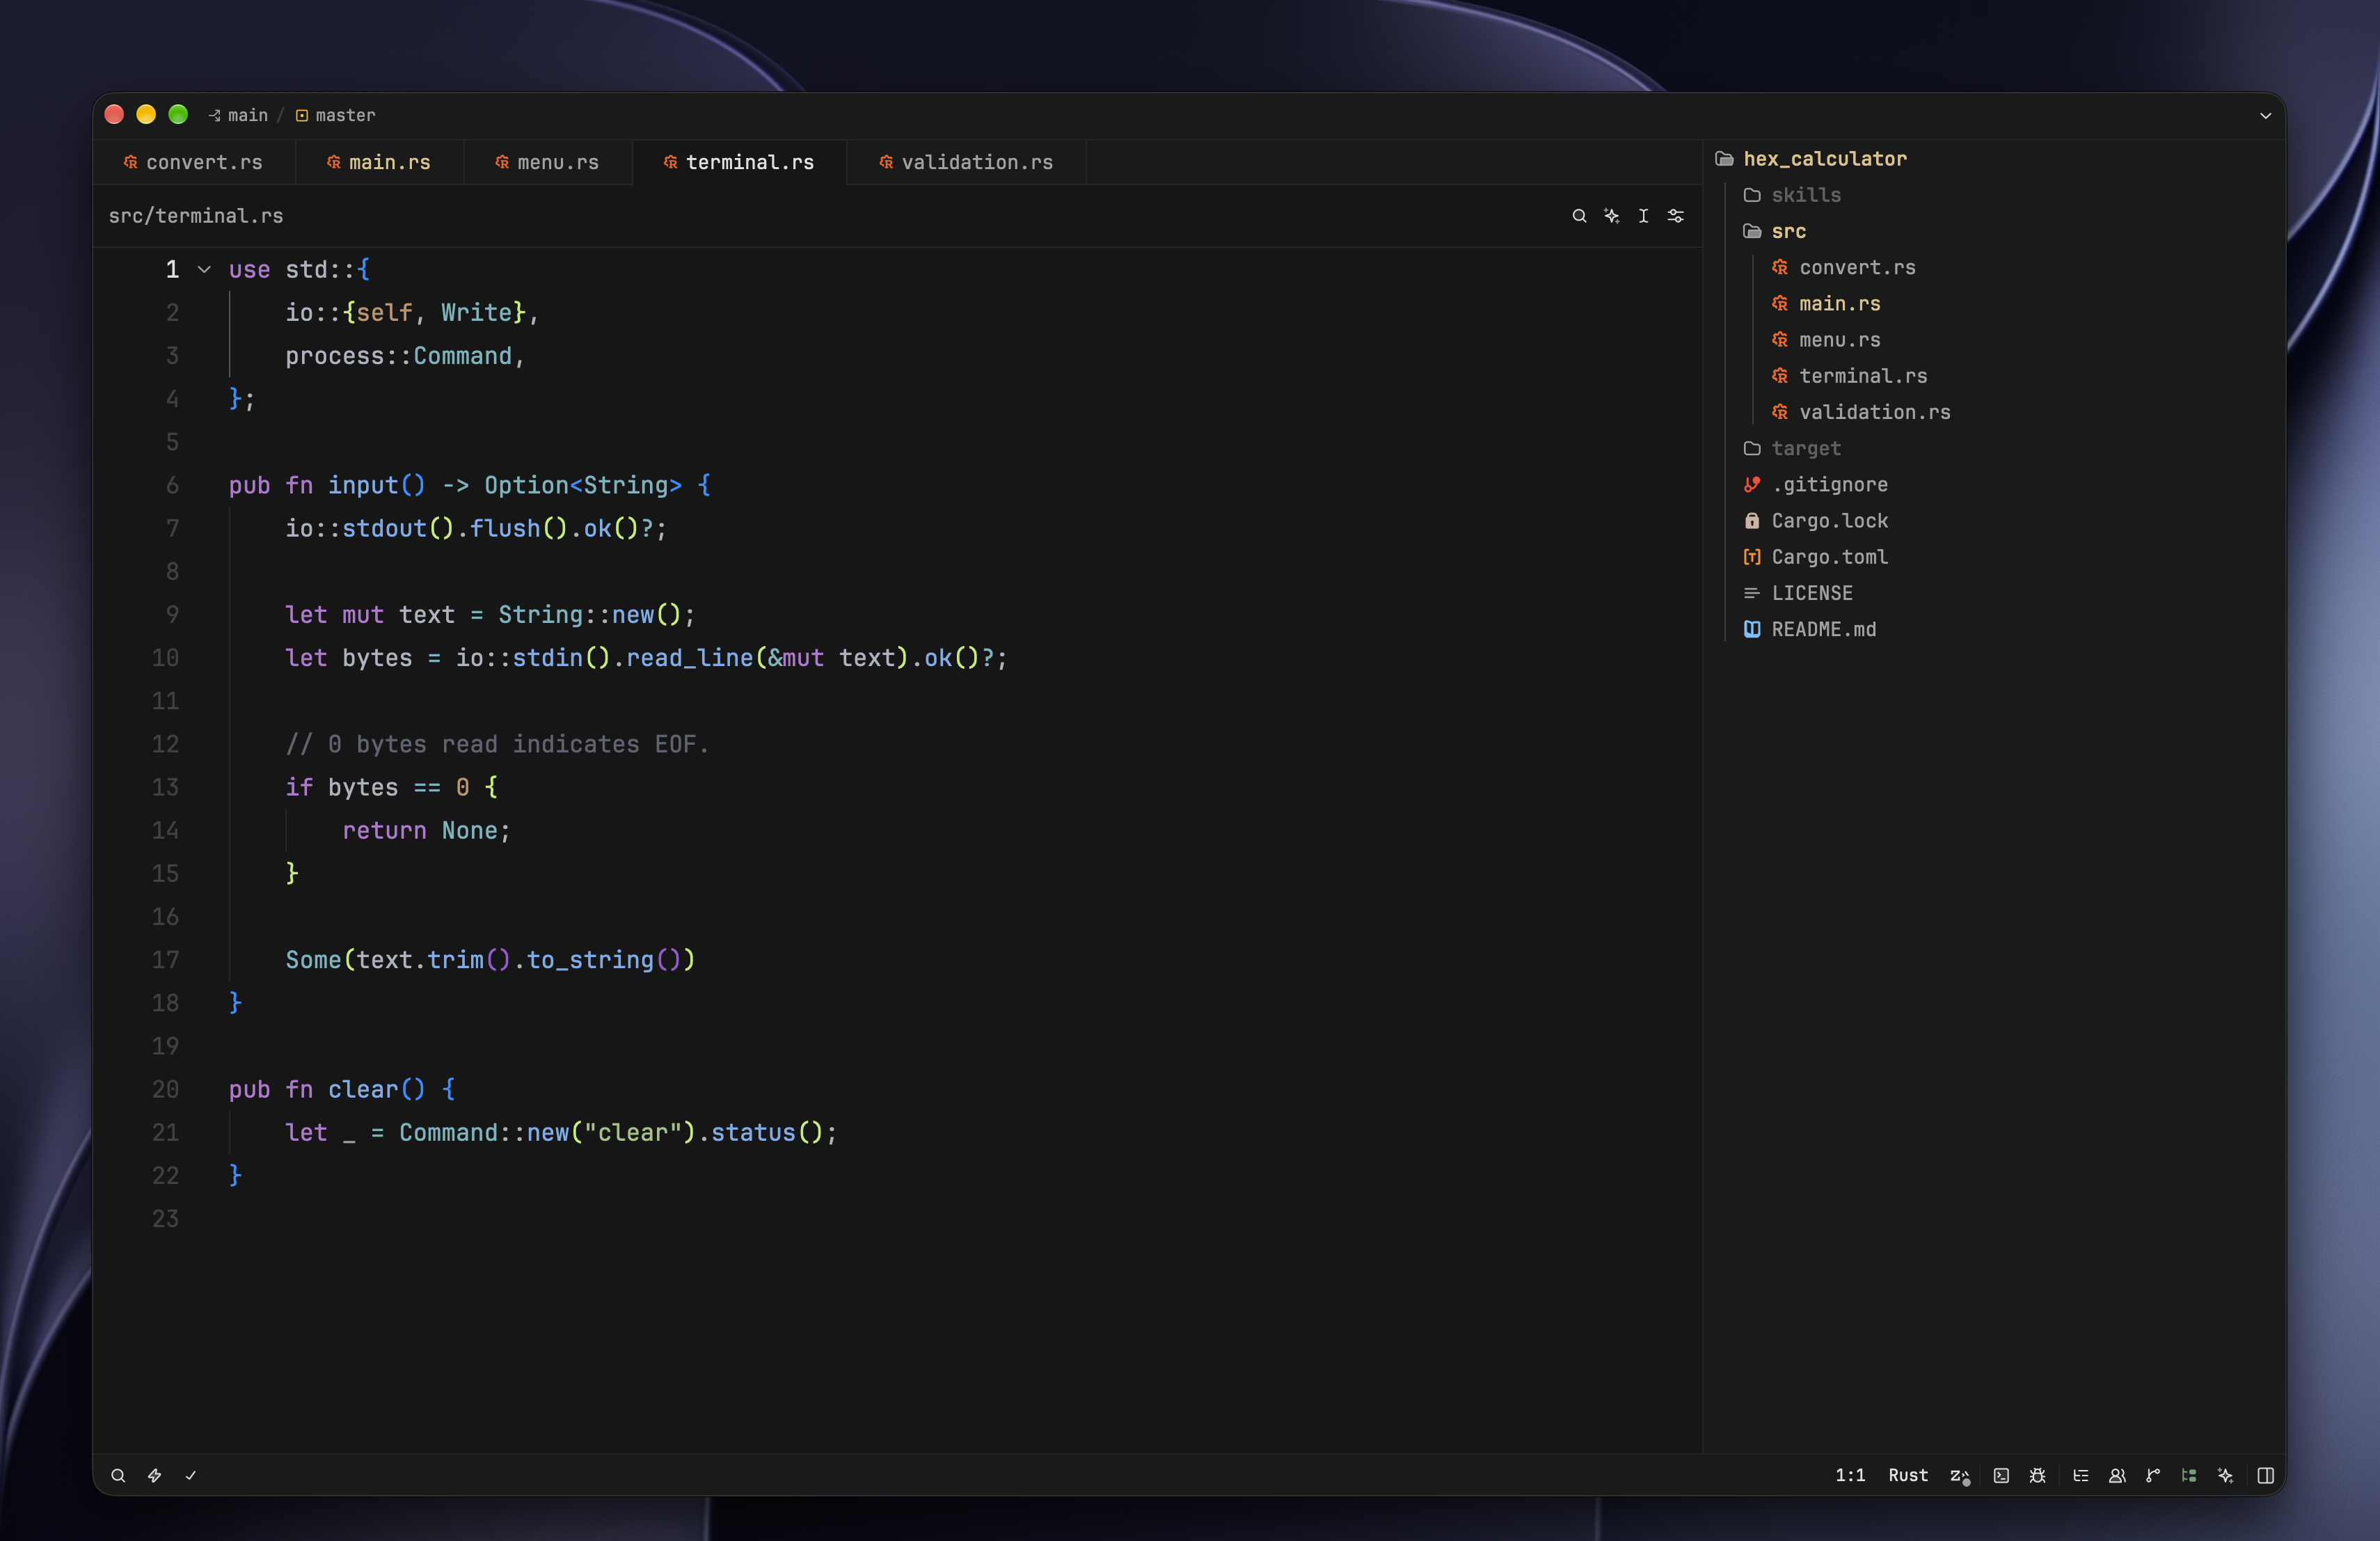 main / master
convert.rs main.rs menu.rs terminal.rs validation.rs
src/terminal.rs
1 use std::{
2     io::{self, Write},
3     process::Command,
4 };
5
6 pub fn input() -> Option<String> {
7     io::stdout().flush().ok()?;
8
9     let mut text = String::new();
10     let bytes = io::stdin().read_line(&mut text).ok()?;
11
12     // 0 bytes read indicates EOF.
13     if bytes == 0 {
14         return None;
15     }
16
17     Some(text.trim().to_string())
18 }
19
20 pub fn clear() {
21     let _ = Command::new("clear").status();
22 }
23
hex_calculator
skills
src
convert.rs
main.rs
menu.rs
terminal.rs
validation.rs
target
.gitignore
Cargo.lock
Cargo.toml
LICENSE
README.md
1:1 Rust